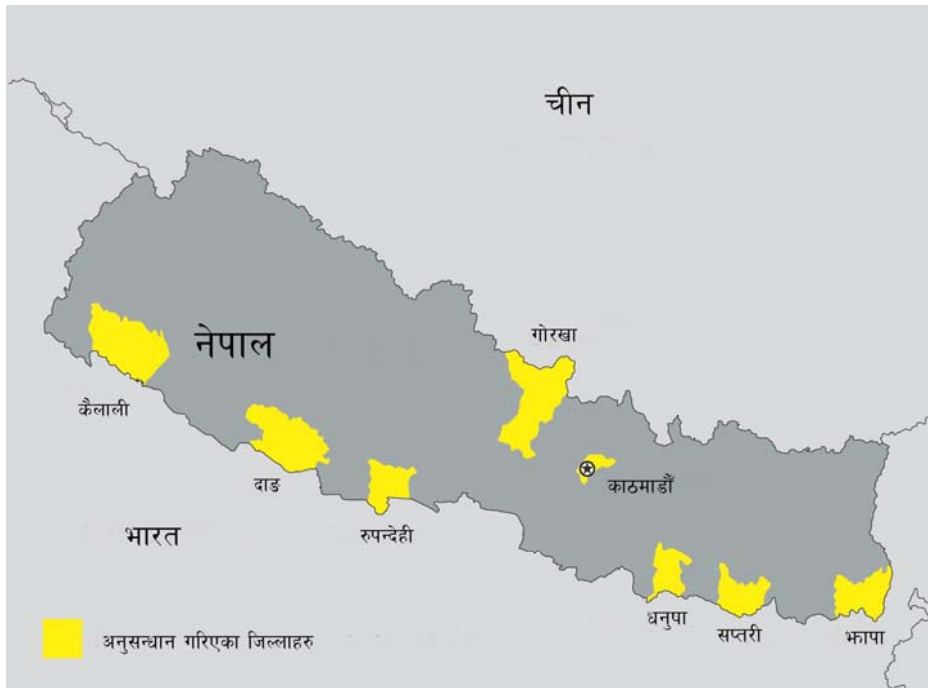 चीन
नेपाल
गोरखा
कैलाली
काठमाडौँ
दाङ
रुपन्देही
भारत
धनुषा
सप्तरी
झापा
अनुसन्धान गरिएका जिल्लाहरु